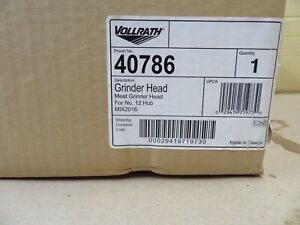 VOLLRATH
Product No.
40786
Quantity
1
Description
Grinder Head
Meat Grinder Head
For No. 12 Hub
MIX2016
UPCA
Shipping
Container
Code
00029419719730
Made in Taiwan